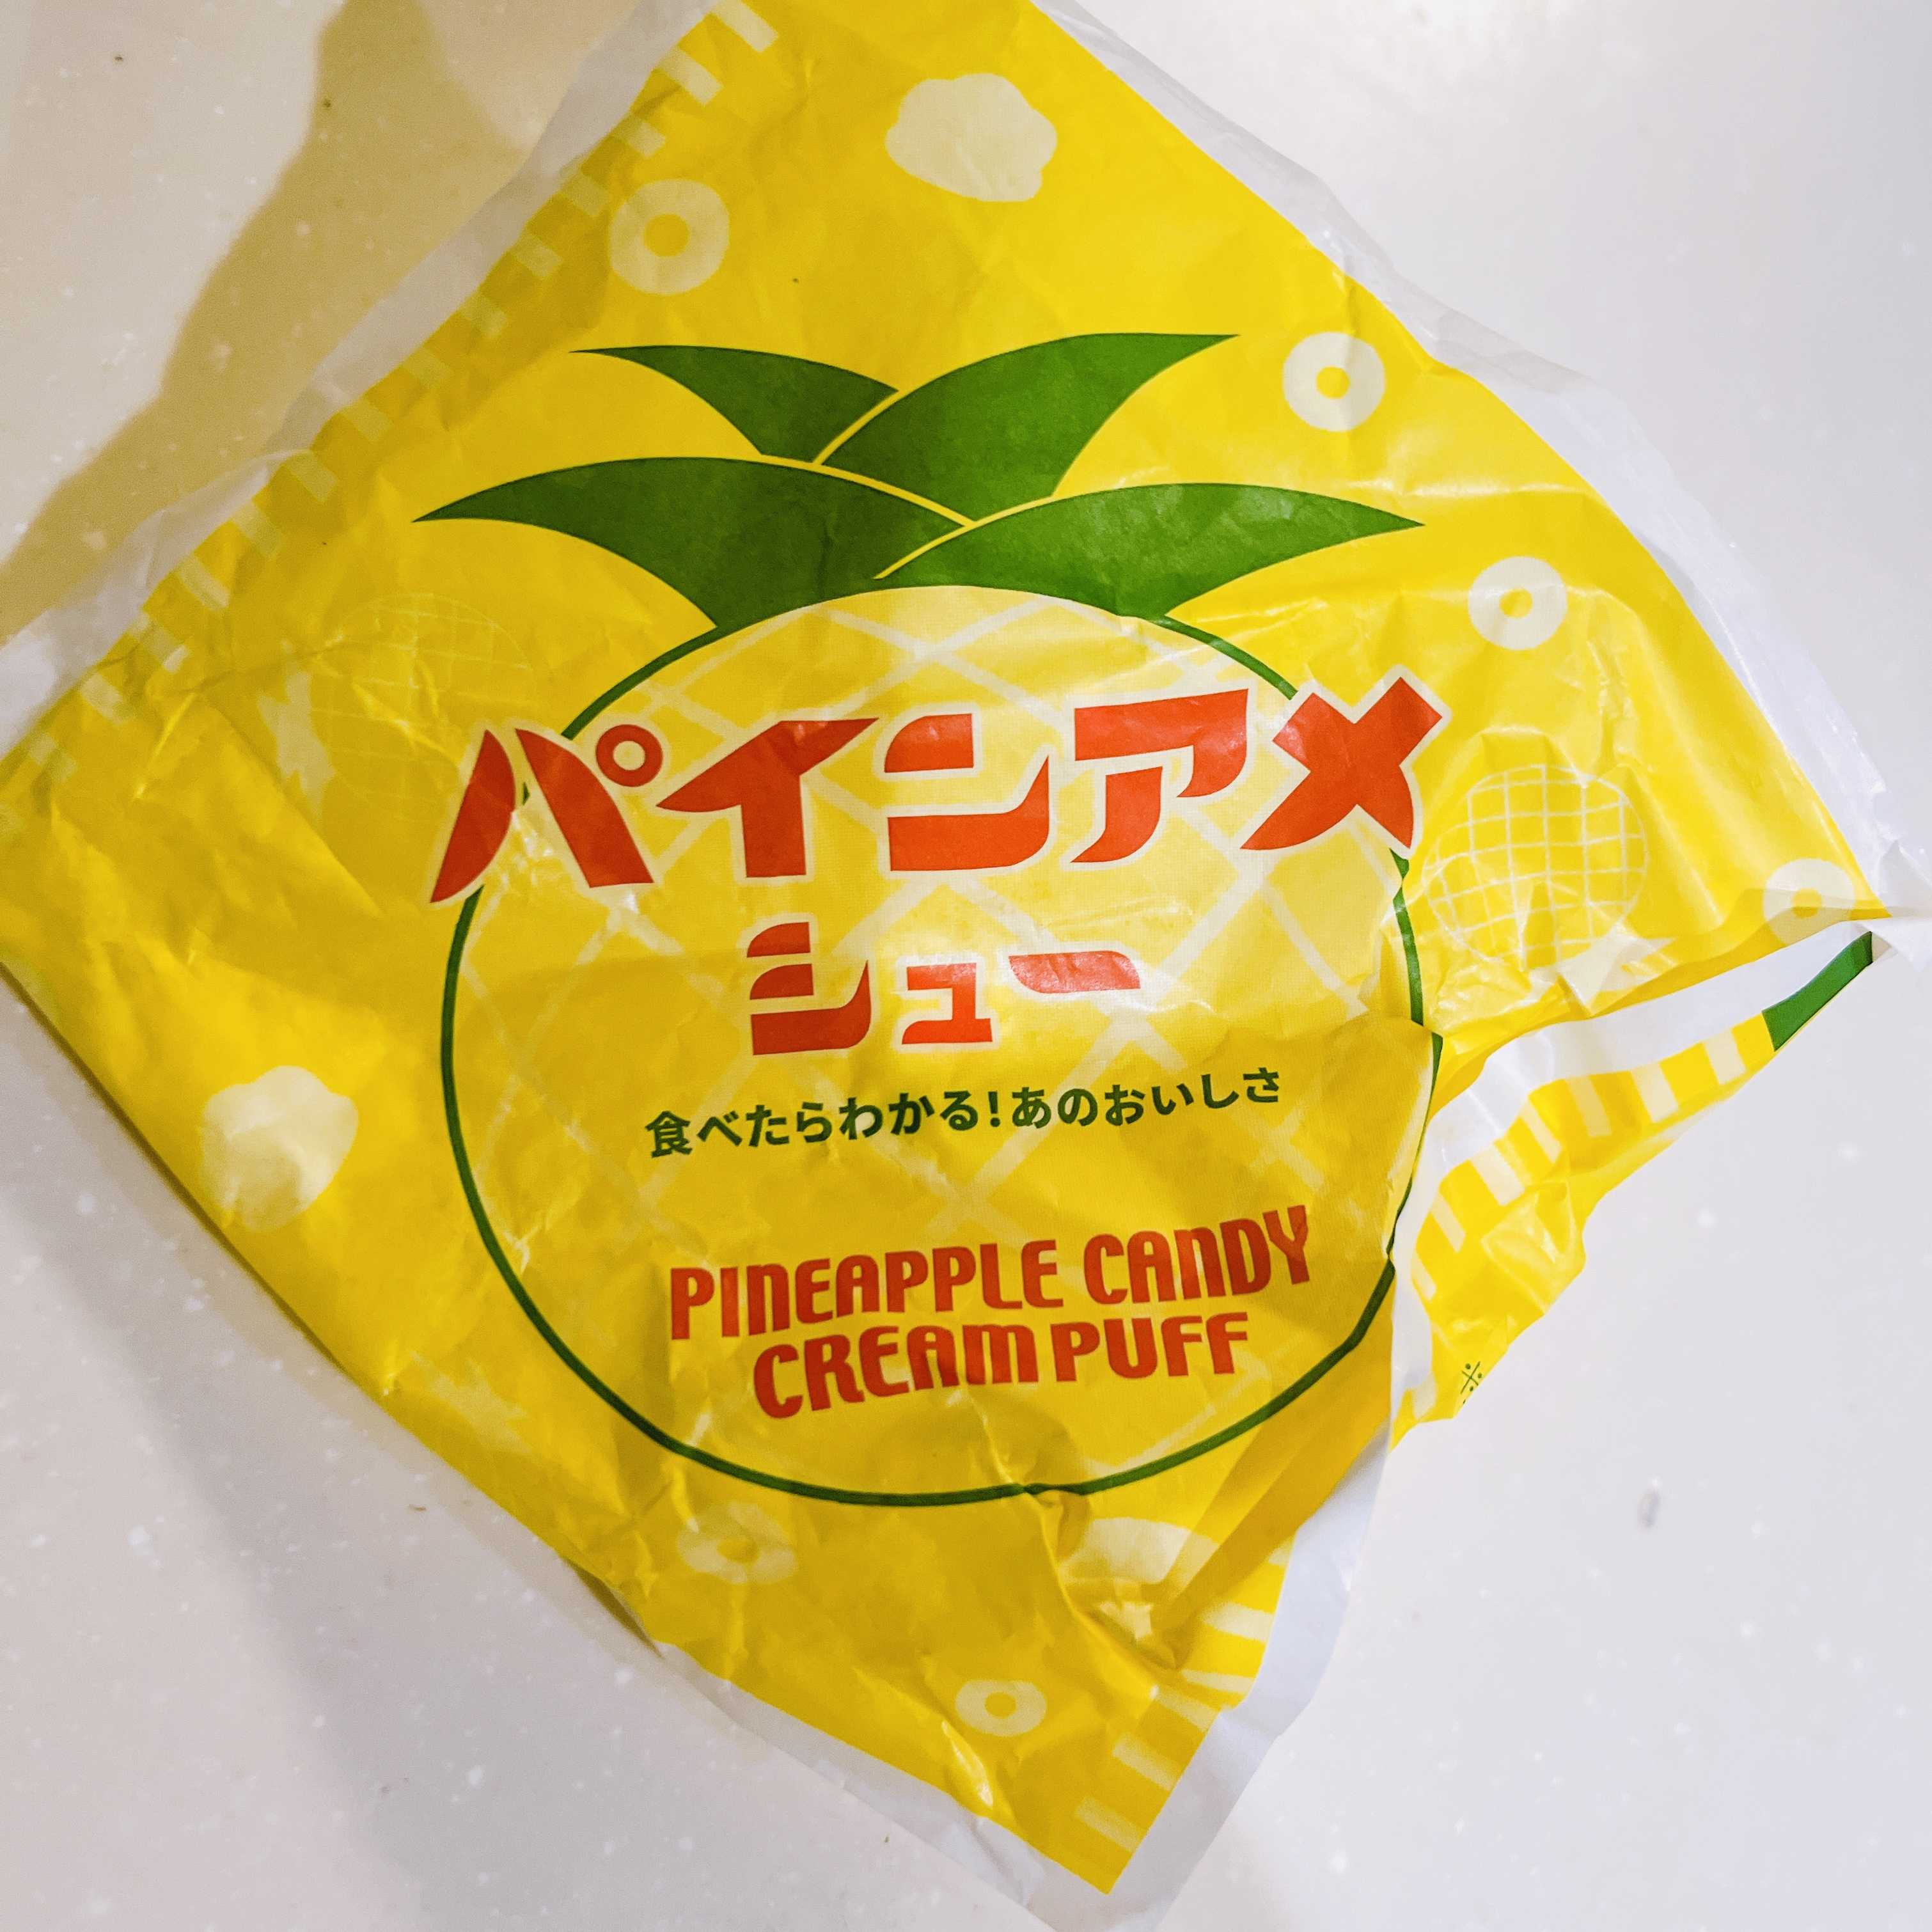 パインアメ
シュー
食べたらわかる!あのおいしさ
PINEAPPLE CANDY
CREAM PUFF
※